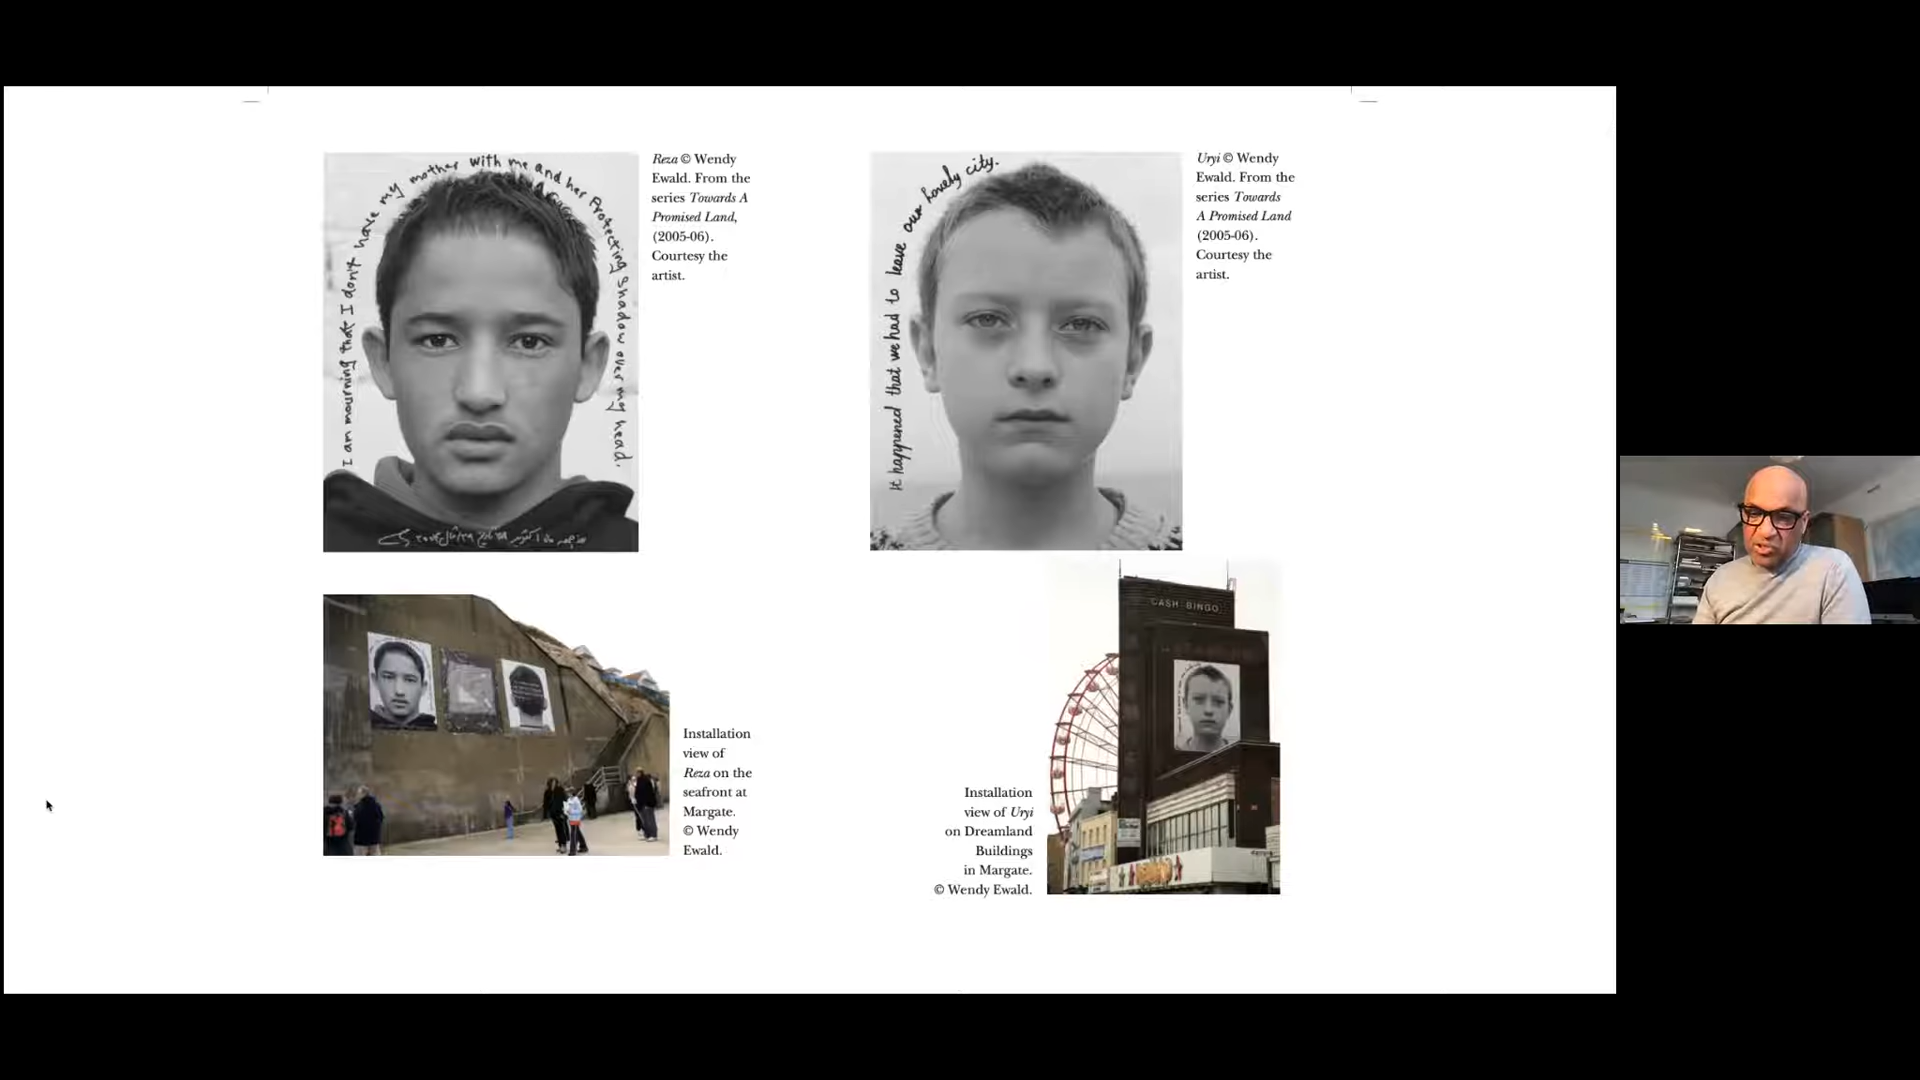 I am mourning that I don't have my mother with me and her Protecting Shadow over my head.
Reza © Wendy
Ewald. From the
series Towards A
Promised Land,
(2005-06).
Courtesy the
artist.
It happened that we had to leave our lovely city.
Uryi © Wendy
Ewald. From the
series Towards
A Promised Land
(2005-06).
Courtesy the
artist.
Installation
view of
Reza on the
seafront at
Margate.
© Wendy
Ewald.
CASH BINGO
Installation
view of Uryi
on Dreamland
Buildings
in Margate.
© Wendy Ewald.